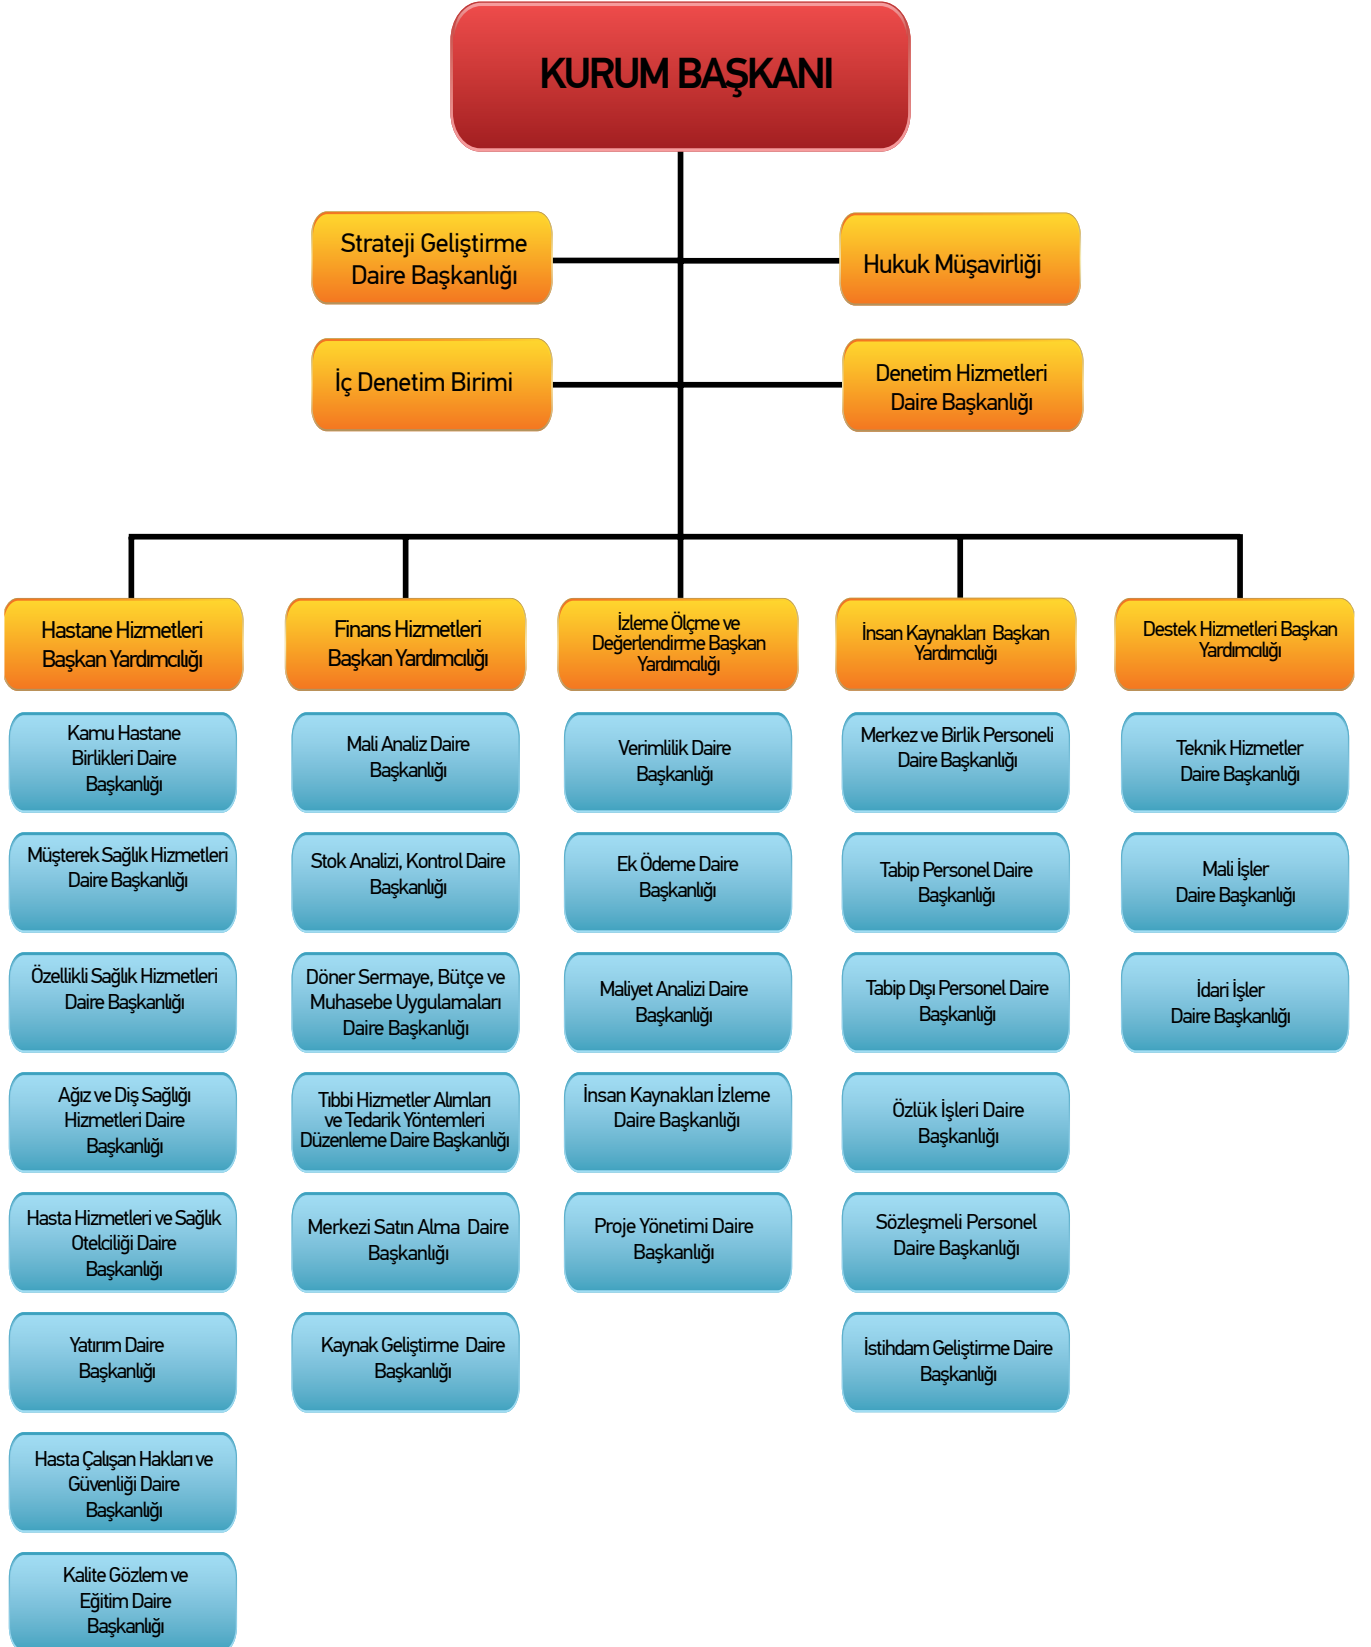 KURUM BAŞKANI
Strateji Geliştirme
Daire Başkanlığı
Hukuk Müşavirliği
İç Denetim Birimi
Denetim Hizmetleri
Daire Başkanlığı
Hastane Hizmetleri
Başkan Yardımcılığı
Kamu Hastane
Birlikleri Daire
Başkanlığı
Müşterek Sağlık Hizmetleri
Daire Başkanlığı
Özellikli Sağlık Hizmetleri
Daire Başkanlığı
Ağız ve Diş Sağlığı
Hizmetleri Daire
Başkanlığı
Hasta Hizmetleri ve Sağlık
Otelciliği Daire
Başkanlığı
Yatırım Daire
Başkanlığı
Hasta Çalışan Hakları ve
Güvenliği Daire
Başkanlığı
Kalite Gözlem ve
Eğitim Daire
Başkanlığı
Finans Hizmetleri
Başkan Yardımcılığı
Mali Analiz Daire
Başkanlığı
Stok Analizi, Kontrol Daire
Başkanlığı
Döner Sermaye, Bütçe ve
Muhasebe Uygulamaları
Daire Başkanlığı
Tıbbi Hizmetler Alımları
ve Tedarik Yöntemleri
Düzenleme Daire Başkanlığı
Merkezi Satın Alma Daire
Başkanlığı
Kaynak Geliştirme Daire
Başkanlığı
İzleme Ölçme ve
Değerlendirme Başkan
Yardımcılığı
Verimlilik Daire
Başkanlığı
Ek Ödeme Daire
Başkanlığı
Maliyet Analizi Daire
Başkanlığı
İnsan Kaynakları İzleme
Daire Başkanlığı
Proje Yönetimi Daire
Başkanlığı
İnsan Kaynakları Başkan
Yardımcılığı
Merkez ve Birlik Personeli
Daire Başkanlığı
Tabip Personel Daire
Başkanlığı
Tabip Dışı Personel Daire
Başkanlığı
Özlük İşleri Daire
Başkanlığı
Sözleşmeli Personel
Daire Başkanlığı
İstihdam Geliştirme Daire
Başkanlığı
Destek Hizmetleri Başkan
Yardımcılığı
Teknik Hizmetler
Daire Başkanlığı
Mali İşler
Daire Başkanlığı
İdari İşler
Daire Başkanlığı